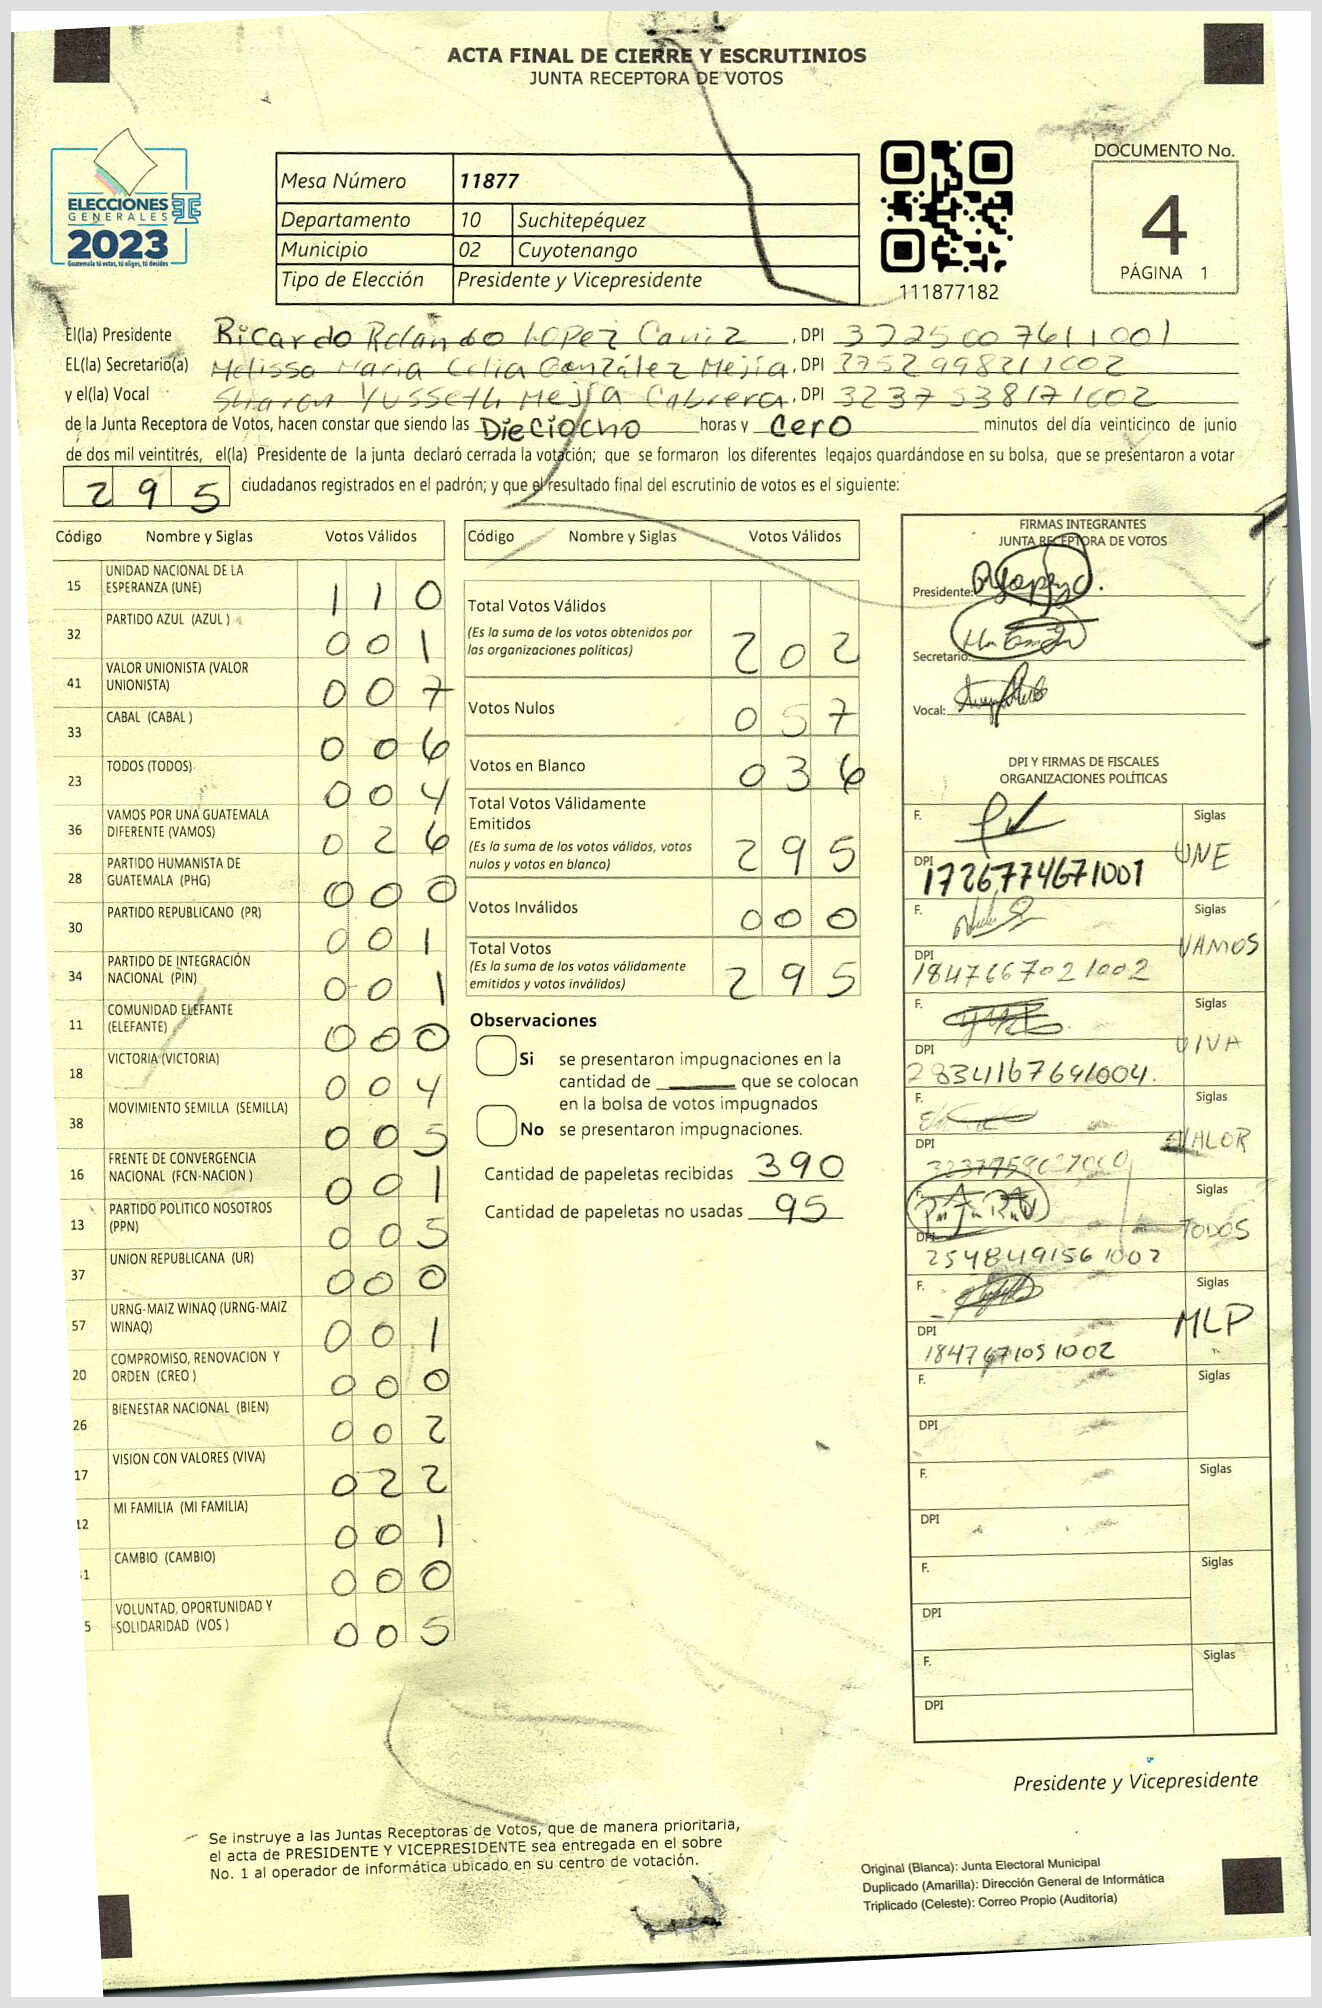 ACTA FINAL DE CIERRE Y ESCRUTINIOS
JUNTA RECEPTORA DE VOTOS
ELECCIONES
GENERALES
2023
Guatemala tú votas, tú eliges, tú decides
Mesa Número 11877
Departamento 10 Suchitepéquez
Municipio 02 Cuyotenango
Tipo de Elección Presidente y Vicepresidente
111877182
DOCUMENTO No.
4
PÁGINA 1
El(la) Presidente Ricardo Rolando Lopez , DPI 3225007611001
EL(la) Secretario(a) Melissa Maria Celia González Mejía , DPI 2752998211002
y el(la) Vocal Sharon Yusseth Mejía Cabrera , DPI 3237538171002
de la Junta Receptora de Votos, hacen constar que siendo las Dieciocho horas y Cero minutos del día veinticinco de junio
de dos mil veintitrés, el(la) Presidente de la junta declaró cerrada la votación; que se formaron los diferentes legajos guardándose en su bolsa, que se presentaron a votar
295 ciudadanos registrados en el padrón; y que el resultado final del escrutinio de votos es el siguiente:
Código Nombre y Siglas Votos Válidos
15 UNIDAD NACIONAL DE LA ESPERANZA (UNE) 110
32 PARTIDO AZUL (AZUL ) 001
41 VALOR UNIONISTA (VALOR UNIONISTA) 007
33 CABAL (CABAL ) 006
23 TODOS (TODOS) 004
36 VAMOS POR UNA GUATEMALA DIFERENTE (VAMOS) 026
28 PARTIDO HUMANISTA DE GUATEMALA (PHG) 000
30 PARTIDO REPUBLICANO (PR) 001
34 PARTIDO DE INTEGRACIÓN NACIONAL (PIN) 001
11 COMUNIDAD ELEFANTE (ELEFANTE) 000
18 VICTORIA (VICTORIA) 004
38 MOVIMIENTO SEMILLA (SEMILLA) 005
16 FRENTE DE CONVERGENCIA NACIONAL (FCN-NACION ) 001
13 PARTIDO POLITICO NOSOTROS (PPN) 005
37 UNION REPUBLICANA (UR) 000
57 URNG-MAIZ WINAQ (URNG-MAIZ WINAQ) 001
20 COMPROMISO, RENOVACION Y ORDEN (CREO ) 000
26 BIENESTAR NACIONAL (BIEN) 002
17 VISION CON VALORES (VIVA) 022
12 MI FAMILIA (MI FAMILIA) 001
1 CAMBIO (CAMBIO) 000
5 VOLUNTAD, OPORTUNIDAD Y SOLIDARIDAD (VOS ) 005
Código Nombre y Siglas Votos Válidos
Total Votos Válidos 202
(Es la suma de los votos obtenidos por
las organizaciones políticas)
Votos Nulos 057
Votos en Blanco 036
Total Votos Válidamente
Emitidos 295
(Es la suma de los votos válidos, votos
nulos y votos en blanco)
Votos Inválidos 000
Total Votos 295
(Es la suma de los votos válidamente
emitidos y votos inválidos)
Observaciones
Si se presentaron impugnaciones en la
cantidad de que se colocan
en la bolsa de votos impugnados
No se presentaron impugnaciones.
Cantidad de papeletas recibidas 390
Cantidad de papeletas no usadas 95
FIRMAS INTEGRANTES
JUNTA RECEPTORA DE VOTOS
Presidente:
Secretario:
Vocal:
DPI Y FIRMAS DE FISCALES
ORGANIZACIONES POLÍTICAS
F. Siglas
DPI 1726774671001 UNE
F. Siglas
DPI 1847667021002 VAMOS
F. Siglas
DPI 2834167691004. VIVA
F. Siglas
DPI VALOR
F. Siglas
DPI 2548491561002 TODOS
F. Siglas
DPI 1847671051002 MLP
F. Siglas
DPI
F. Siglas
DPI
F. Siglas
DPI
F. Siglas
DPI
Presidente y Vicepresidente
Se instruye a las Juntas Receptoras de Votos, que de manera prioritaria,
el acta de PRESIDENTE Y VICEPRESIDENTE sea entregada en el sobre
No. 1 al operador de informática ubicado en su centro de votación.
Original (Blanca): Junta Electoral Municipal
Duplicado (Amarilla): Dirección General de Informática
Triplicado (Celeste): Correo Propio (Auditoría)